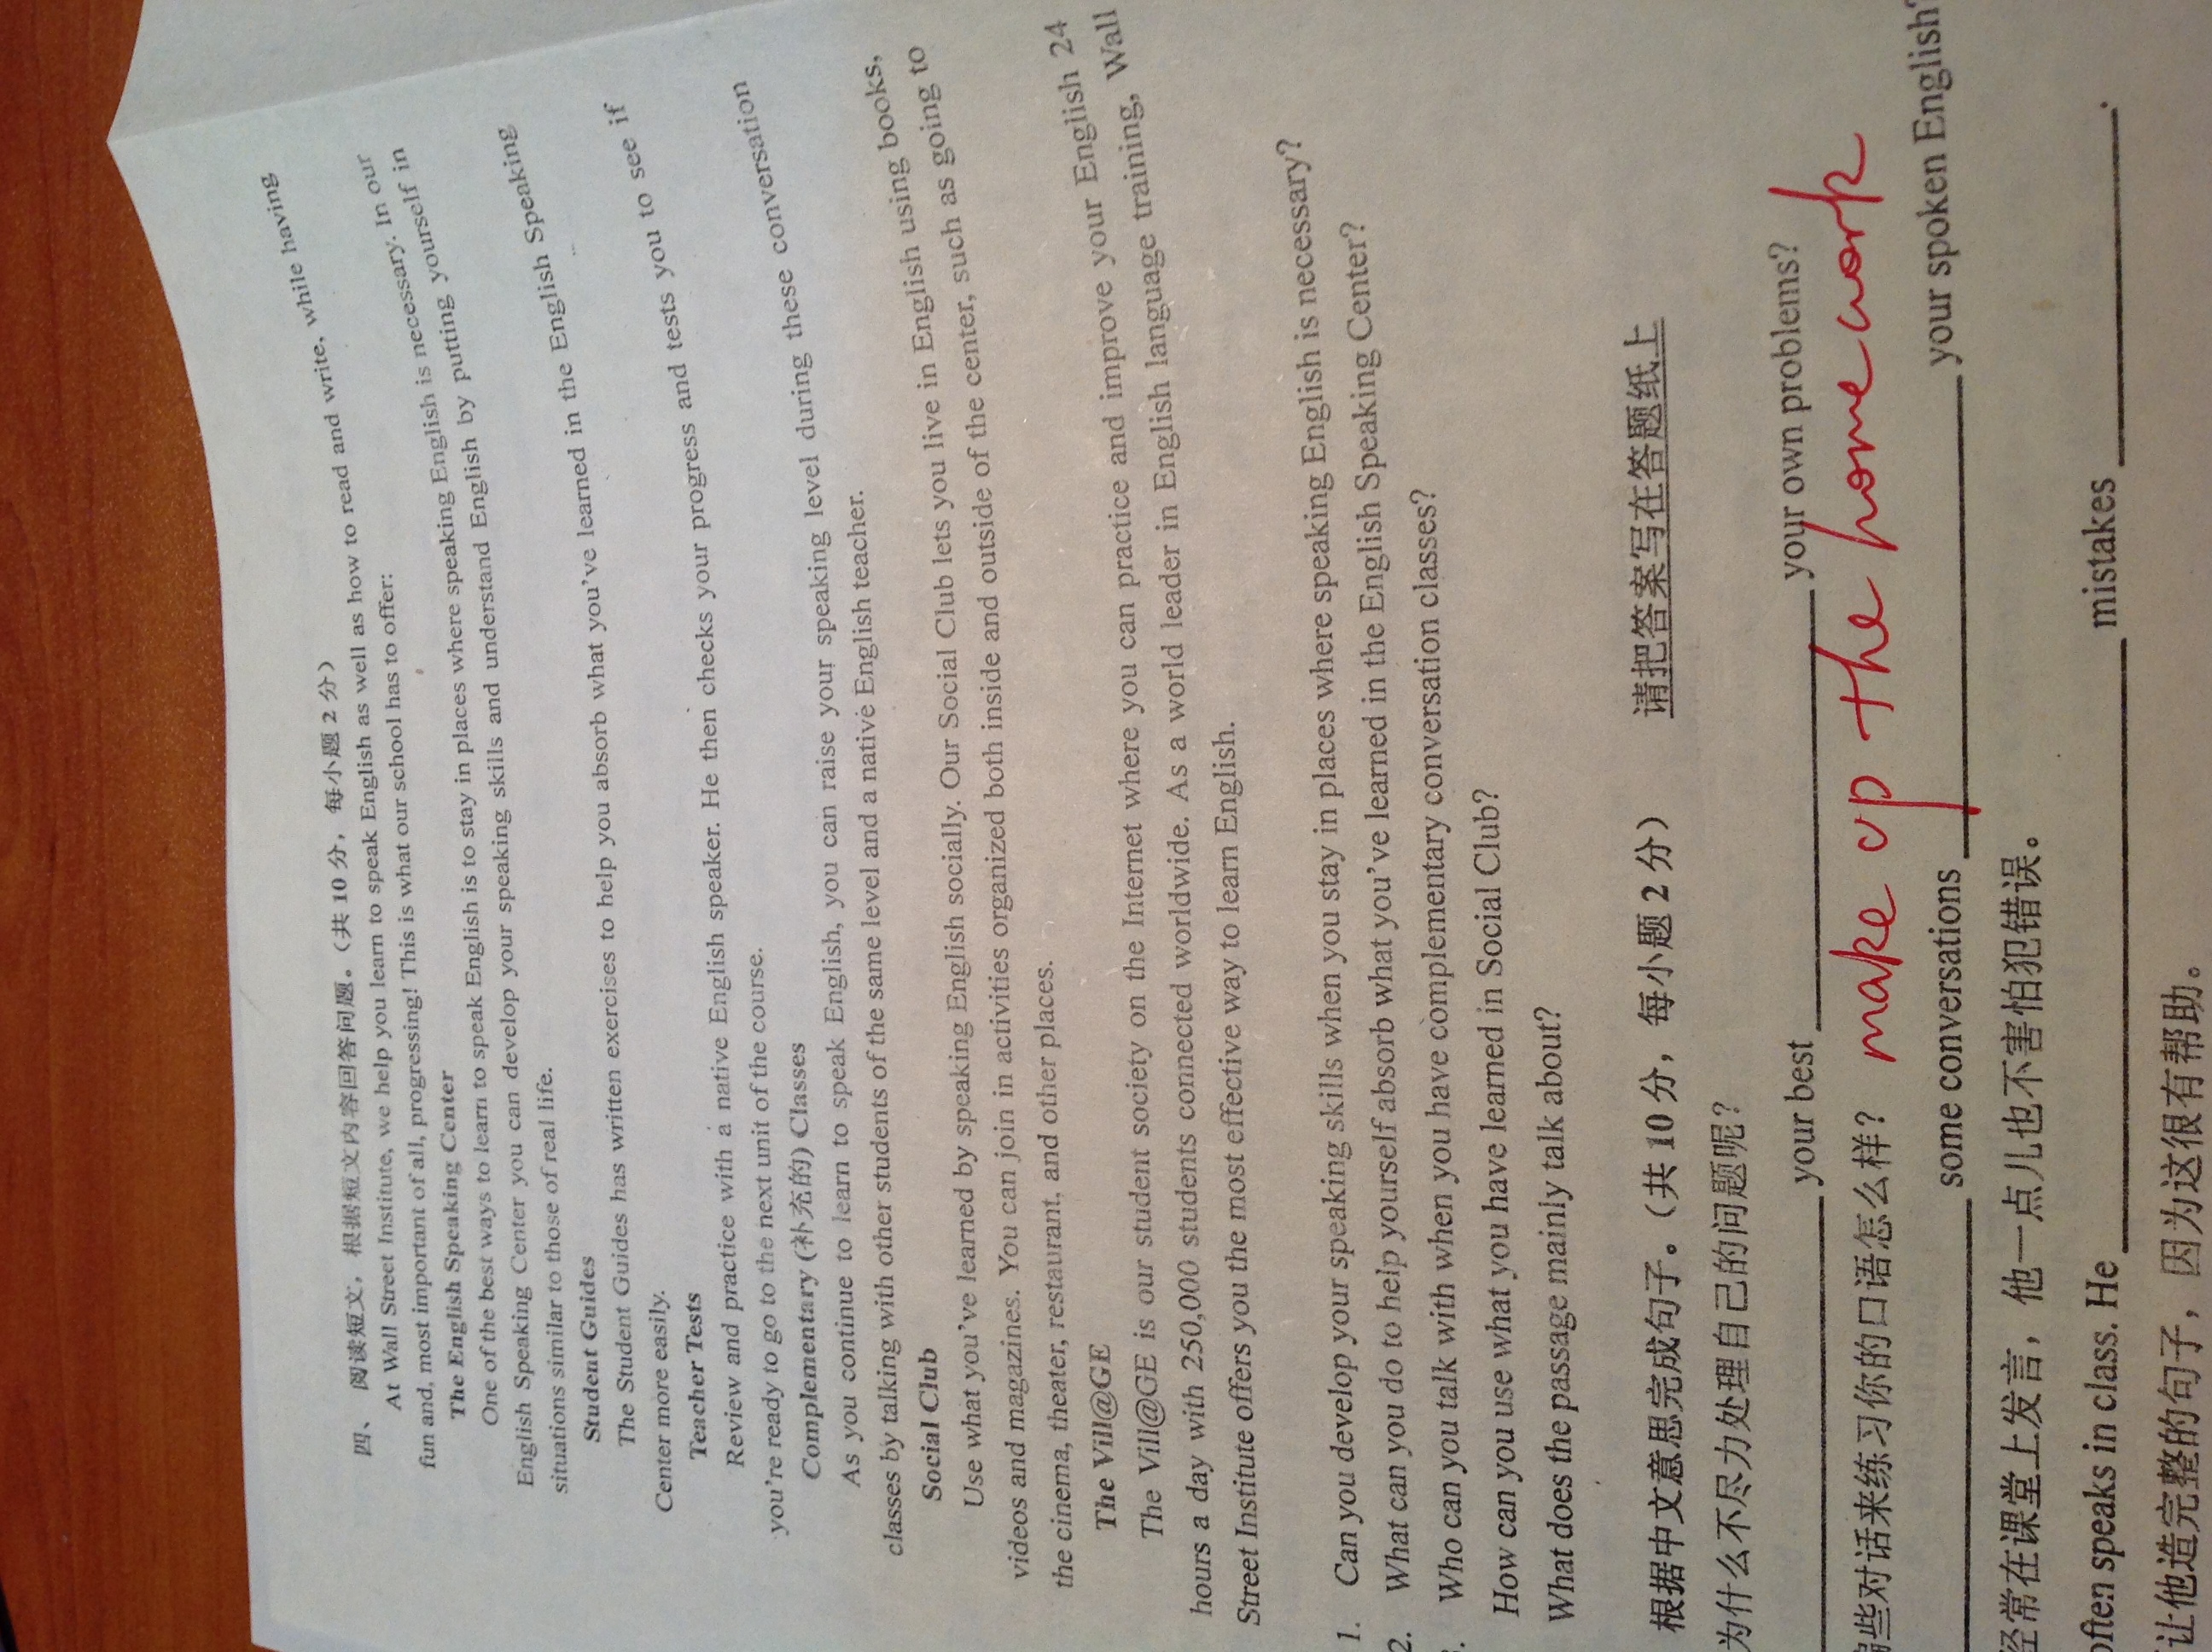 四、 阅读短文，根据短文内容回答问题。（共 10 分，每小题 2 分）
At Wall Street Institute, we help you learn to speak English as well as how to read and write, while having
fun and, most important of all, progressing! This is what our school has to offer:
The English Speaking Center
One of the best ways to learn to speak English is to stay in places where speaking English is necessary. In our
English Speaking Center you can develop your speaking skills and understand English by putting yourself in
situations similar to those of real life.
Student Guides
The Student Guides has written exercises to help you absorb what you've learned in the English Speaking
Center more easily.
Teacher Tests
Review and practice with a native English speaker. He then checks your progress and tests you to see if
you're ready to go to the next unit of the course.
Complementary (补充的) Classes
As you continue to learn to speak English, you can raise your speaking level during these conversation
classes by talking with other students of the same level and a native English teacher.
Social Club
Use what you've learned by speaking English socially. Our Social Club lets you live in English using books,
videos and magazines. You can join in activities organized both inside and outside of the center, such as going to
the cinema, theater, restaurant, and other places.
The Vill@GE
The Vill@GE is our student society on the Internet where you can practice and improve your English 24
hours a day with 250,000 students connected worldwide. As a world leader in English language training, Wall
Street Institute offers you the most effective way to learn English.
1. Can you develop your speaking skills when you stay in places where speaking English is necessary?
2. What can you do to help yourself absorb what you've learned in the English Speaking Center?
. Who can you talk with when you have complementary conversation classes?
How can you use what you have learned in Social Club?
What does the passage mainly talk about?
根据中文意思完成句子。（共 10 分，每小题 2 分） 请把答案写在答题纸上
为什么不尽力处理自己的问题呢？
your best your own problems?
些对话来练习你的口语怎么样？ make up the homework
some conversations your spoken English?
经常在课堂上发言，他一点儿也不害怕犯错误。
often speaks in class. He mistakes .
让他造完整的句子，因为这很有帮助。